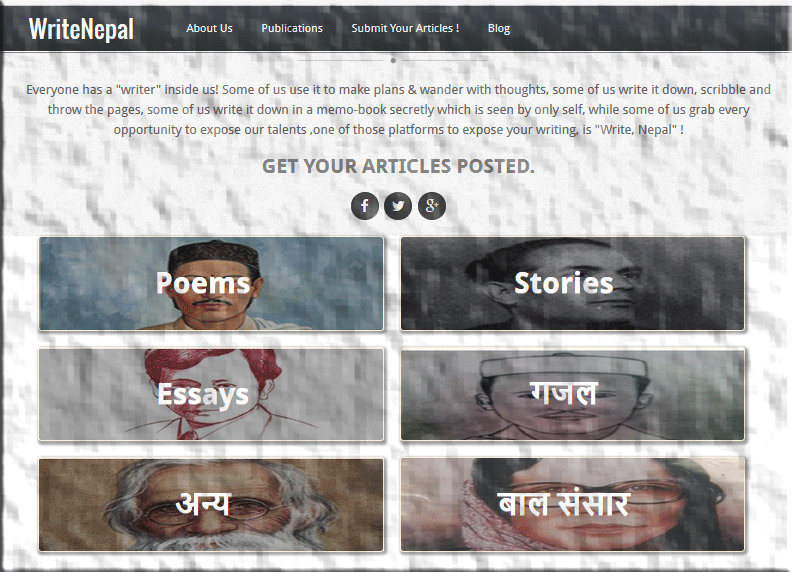 WriteNepal About Us Publications Submit Your Articles ! Blog
Everyone has a "writer" inside us! Some of us use it to make plans & wander with thoughts, some of us write it down, scribble and
throw the pages, some of us write it down in a memo-book secretly which is seen by only self, while some of us grab every
opportunity to expose our talents ,one of those platforms to expose your writing, is "Write, Nepal" !
GET YOUR ARTICLES POSTED.
Poems Stories
Essays गजल
अन्य बाल संसार